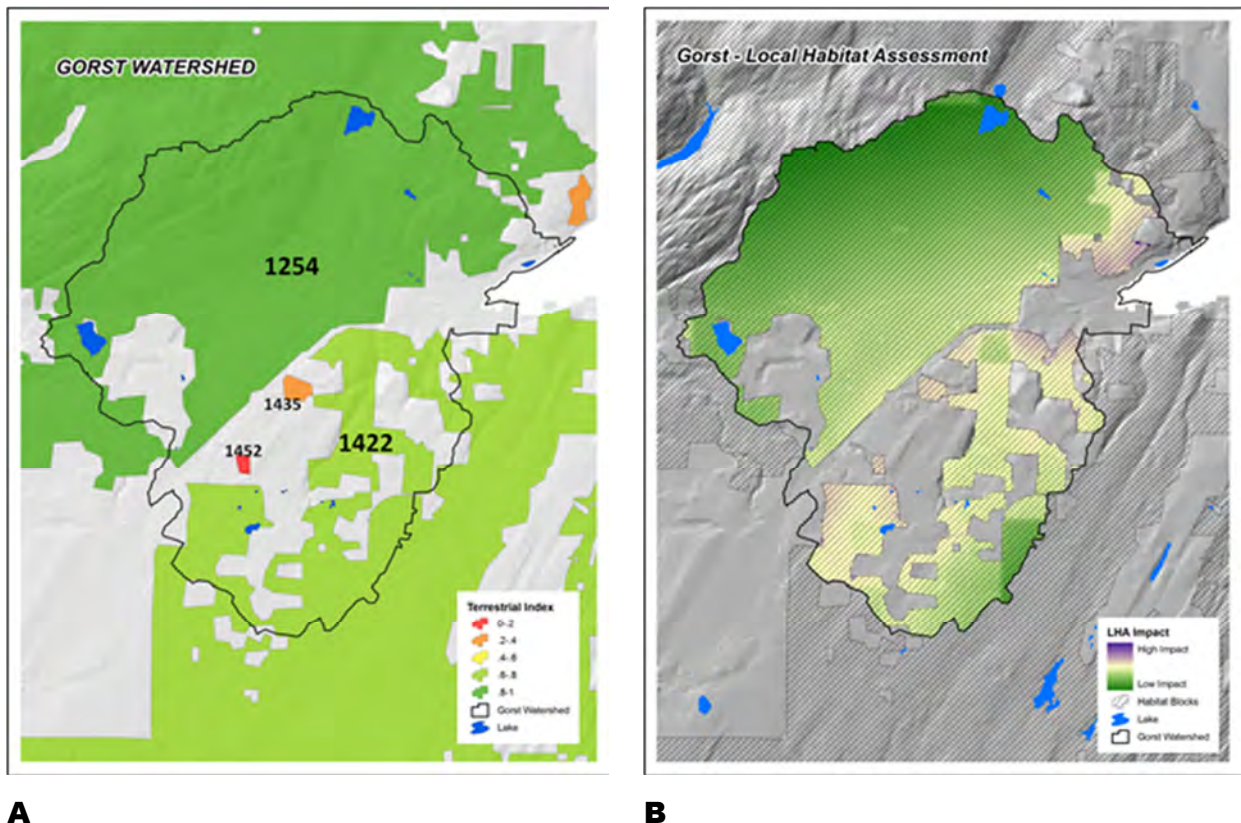 GORST WATERSHED
1254
1435
1422
1452
Terrestrial Index
0-.2
.2-.4
.4-.6
.6-.8
.8-1
Gorst Watershed
Lake
Gorst - Local Habitat Assessment
LHA Impact
High Impact
Low Impact
Habitat Blocks
Lake
Gorst Watershed
A
B